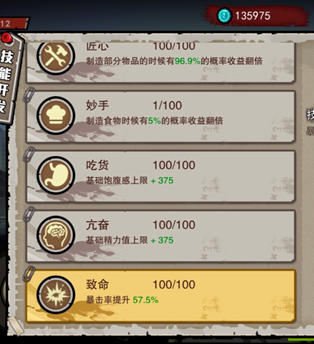 12
135975
技能开发
匠心 100/100
制造部分物品的时候有96.9%的概率收益翻倍
妙手 1/100
制造食物时候有5%的概率收益翻倍
吃货 100/100
基础饱腹感上限 + 375
亢奋 100/100
基础精力值上限 + 375
致命 100/100
暴击率提升 57.5%